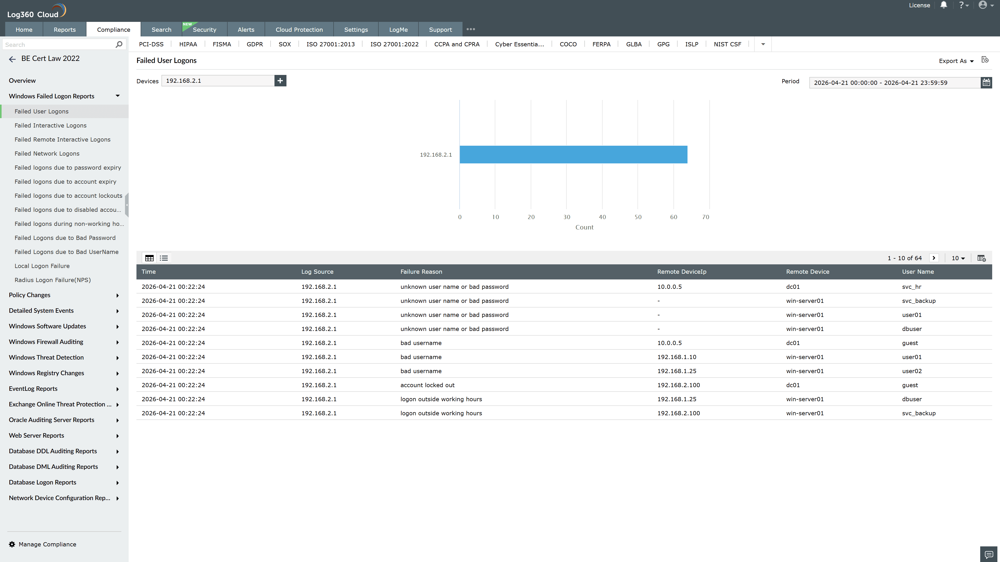 License
?
Log360 Cloud
Home
Reports
Compliance
Search
NEW
Security
Alerts
Cloud Protection
Settings
LogMe
Support
Search
PCI-DSS
HIPAA
FISMA
GDPR
SOX
ISO 27001:2013
ISO 27001:2022
CCPA and CPRA
Cyber Essentia...
COCO
FERPA
GLBA
GPG
ISLP
NIST CSF
BE Cert Law 2022
Overview
Windows Failed Logon Reports
Failed User Logons
Failed Interactive Logons
Failed Remote Interactive Logons
Failed Network Logons
Failed logons due to password expiry
Failed logons due to account expiry
Failed logons due to account lockouts
Failed logons due to disabled accou...
Failed logons during non-working ho...
Failed Logons due to Bad Password
Failed Logons due to Bad UserName
Local Logon Failure
Radius Logon Failure(NPS)
Policy Changes
Detailed System Events
Windows Software Updates
Windows Firewall Auditing
Windows Threat Detection
Windows Registry Changes
EventLog Reports
Exchange Online Threat Protection ...
Oracle Auditing Server Reports
Web Server Reports
Database DDL Auditing Reports
Database DML Auditing Reports
Database Logon Reports
Network Device Configuration Rep...
Manage Compliance
Failed User Logons
Export As
Devices 192.168.2.1
Period 2026-04-21 00:00:00 - 2026-04-21 23:59:59
192.168.2.1
0 10 20 30 40 50 60 70
Count
1 - 10 of 64
10
Time Log Source Failure Reason Remote DeviceIp Remote Device User Name
2026-04-21 00:22:24 192.168.2.1 unknown user name or bad password 10.0.0.5 dc01 svc_hr
2026-04-21 00:22:24 192.168.2.1 unknown user name or bad password - win-server01 svc_backup
2026-04-21 00:22:24 192.168.2.1 unknown user name or bad password - win-server01 user01
2026-04-21 00:22:24 192.168.2.1 unknown user name or bad password - win-server01 dbuser
2026-04-21 00:22:24 192.168.2.1 bad username 10.0.0.5 dc01 guest
2026-04-21 00:22:24 192.168.2.1 bad username 192.168.1.10 win-server01 user01
2026-04-21 00:22:24 192.168.2.1 bad username 192.168.1.25 win-server01 user02
2026-04-21 00:22:24 192.168.2.1 account locked out 192.168.2.100 dc01 guest
2026-04-21 00:22:24 192.168.2.1 logon outside working hours 192.168.1.25 win-server01 dbuser
2026-04-21 00:22:24 192.168.2.1 logon outside working hours 192.168.2.100 win-server01 svc_backup